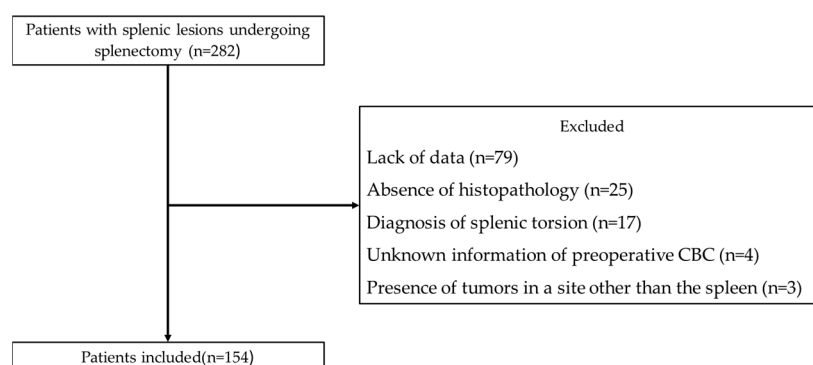 Patients with splenic lesions undergoing
splenectomy (n=282)
Excluded
Lack of data (n=79)
Absence of histopathology (n=25)
Diagnosis of splenic torsion (n=17)
Unknown information of preoperative CBC (n=4)
Presence of tumors in a site other than the spleen (n=3)
Patients included(n=154)